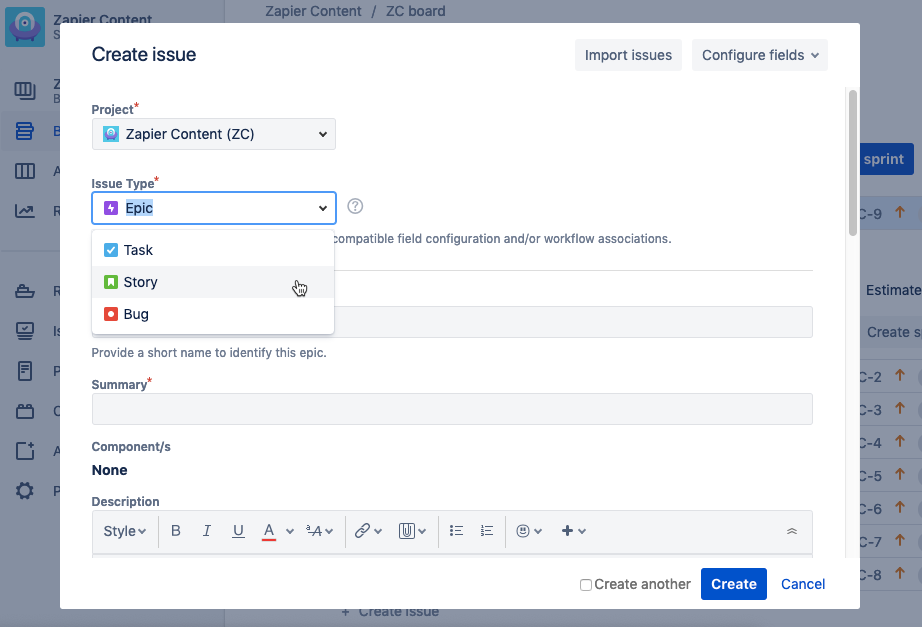 Zapier Content
Zapier Content / ZC board
Create issue
Import issues
Configure fields
Project*
Zapier Content (ZC)
Issue Type*
Epic
compatible field configuration and/or workflow associations.
Task
Story
Bug
Provide a short name to identify this epic.
Summary*
Component/s
None
Description
Style
B I U A
Create another
Create
Cancel
sprint
C-9
Estimate
Create s
C-2
C-3
C-4
C-5
C-6
C-7
C-8
+ Create issue